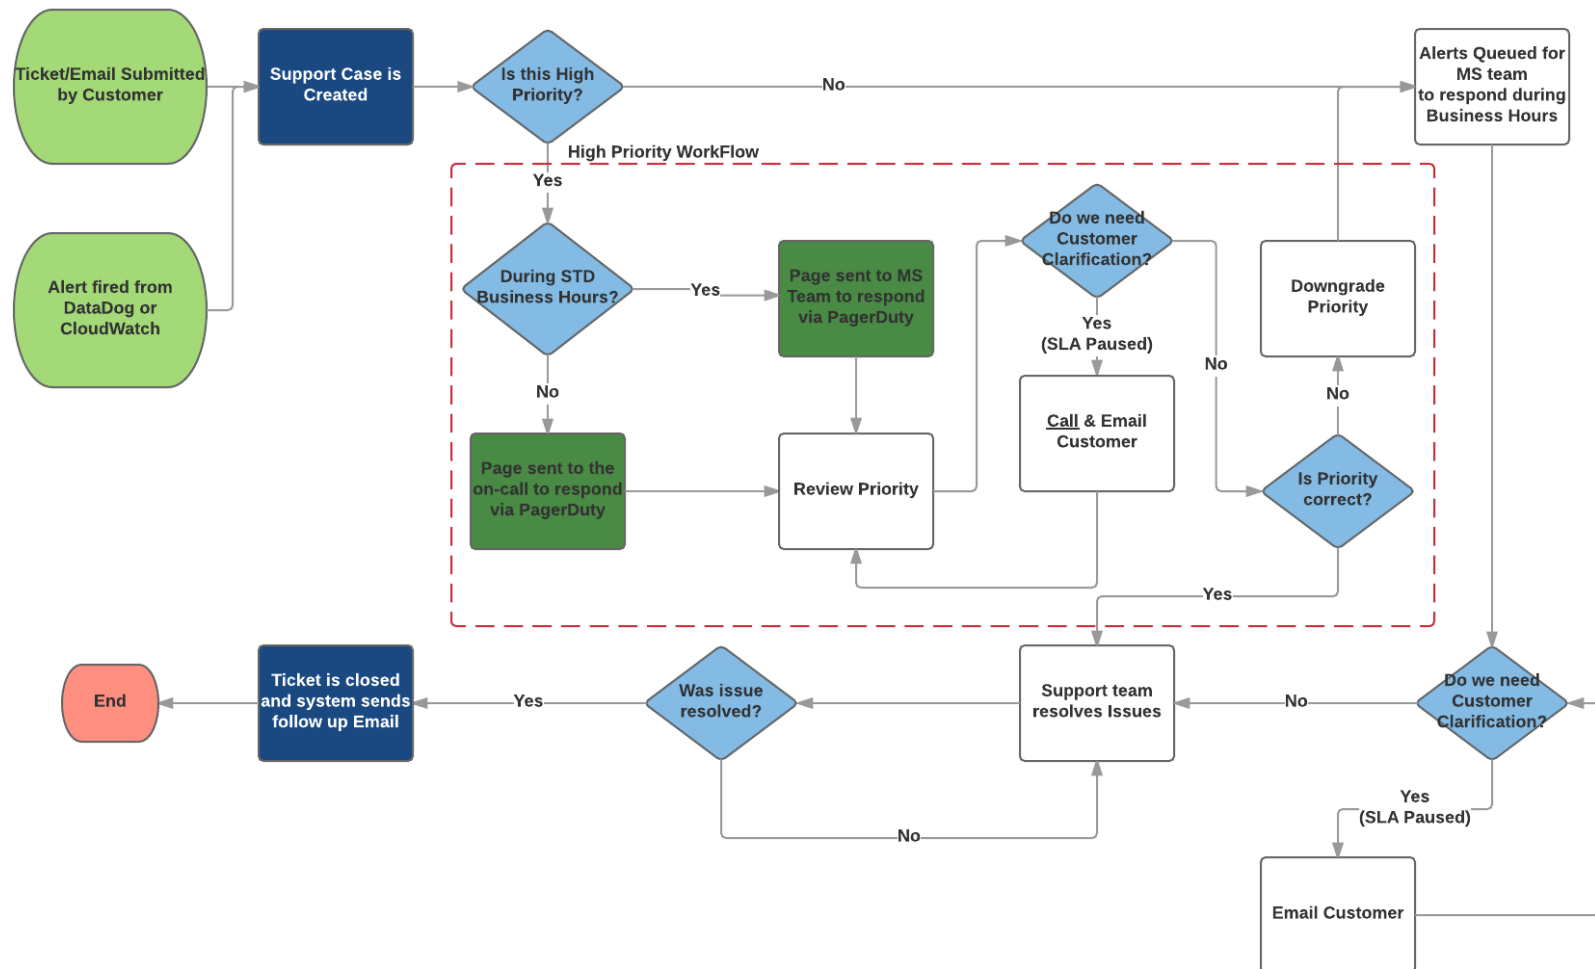 Ticket/Email Submitted
by Customer
Support Case is
Created
Is this High
Priority?
No
Alerts Queued for
MS team
to respond during
Business Hours
High Priority WorkFlow
Yes
Alert fired from
DataDog or
CloudWatch
During STD
Business Hours?
Yes
Page sent to MS
Team to respond
via PagerDuty
Do we need
Customer
Clarification?
Downgrade
Priority
Yes
(SLA Paused)
No
No
No
Call & Email
Customer
Page sent to the
on-call to respond
via PagerDuty
Review Priority
Is Priority
correct?
Yes
End
Ticket is closed
and system sends
follow up Email
Yes
Was issue
resolved?
Support team
resolves Issues
No
Do we need
Customer
Clarification?
Yes
(SLA Paused)
No
Email Customer